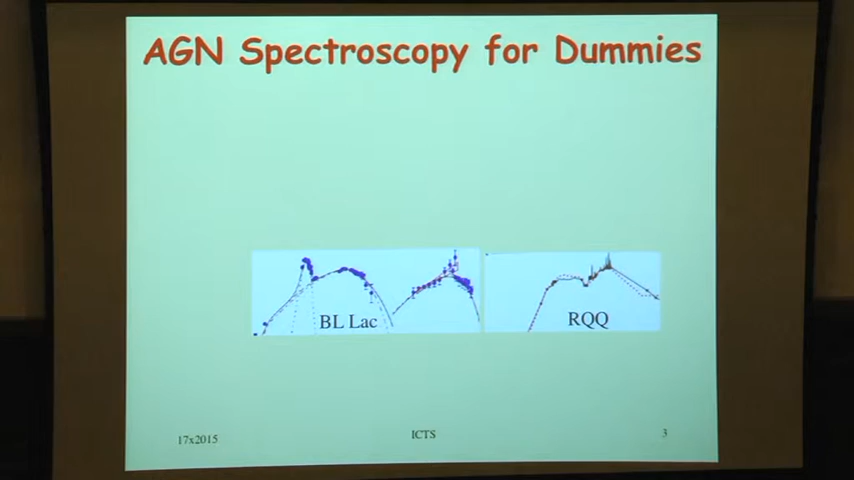 AGN Spectroscopy for Dummies
BL Lac
RQQ
17x2015
ICTS
3